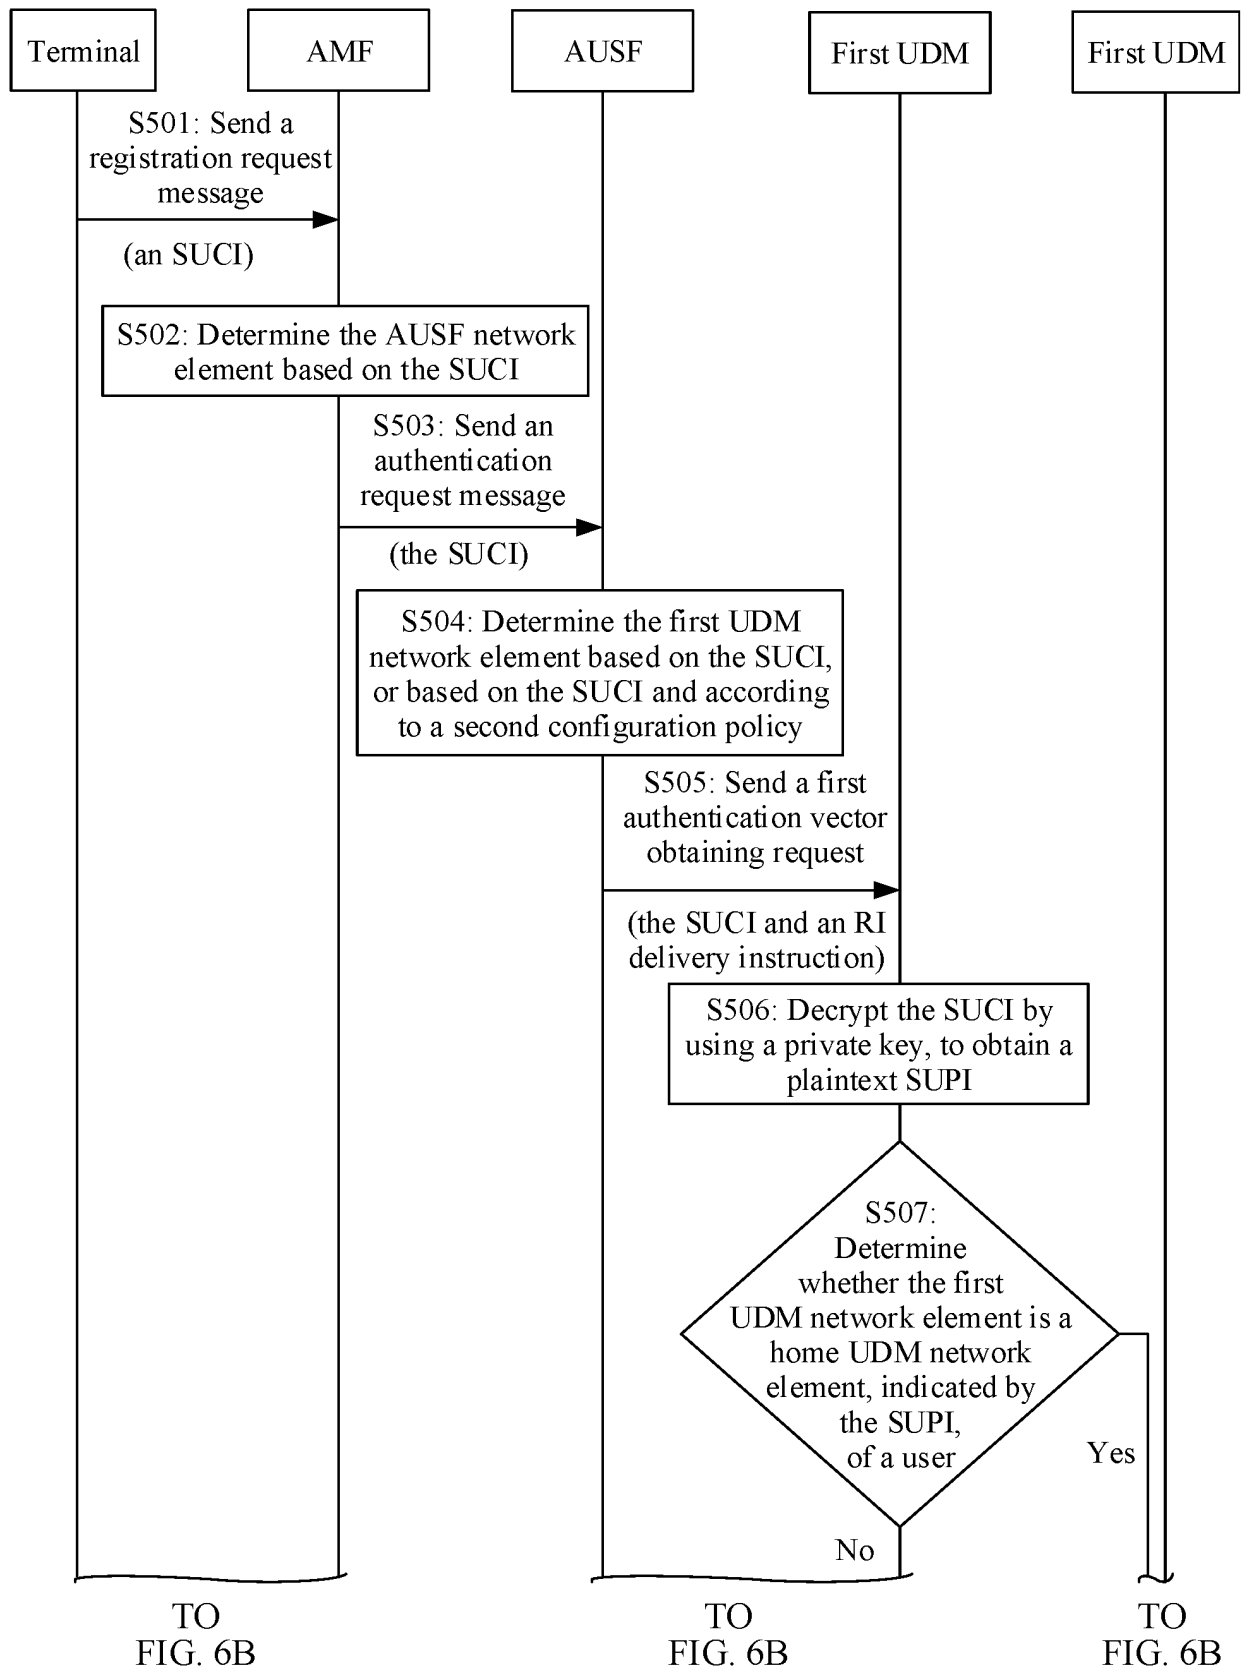 Terminal
AMF
AUSF
First UDM
First UDM
S501: Send a
registration request
message
(an SUCI)
S502: Determine the AUSF network
element based on the SUCI
S503: Send an
authentication
request message
(the SUCI)
S504: Determine the first UDM
network element based on the SUCI,
or based on the SUCI and according
to a second configuration policy
S505: Send a first
authentication vector
obtaining request
(the SUCI and an RI
delivery instruction)
S506: Decrypt the SUCI by
using a private key, to obtain a
plaintext SUPI
S507:
Determine
whether the first
UDM network element is a
home UDM network
element, indicated by
the SUPI,
of a user
Yes
No
TO
FIG. 6B
TO
FIG. 6B
TO
FIG. 6B